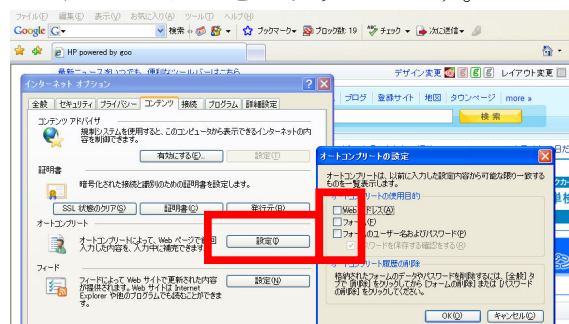 ファイル(F) 編集(E) 表示(V) お気に入り(A) ツール(T) ヘルプ(H)
Google G 検索 ブックマーク ブロック数: 19 チェック 次に送信
HP powered by goo
最新ニュースをいつでも。便利なツールバーはこちら
デザイン変更 レイアウト変更
インターネット オプション
全般 セキュリティ プライバシー コンテンツ 接続 プログラム 詳細設定
ブログ 登録サイト 地図 タウンページ more »
検索
コンテンツ アドバイザ
規制システムを使用すると、このコンピュータから表示できるインターネットの内
容を制御できます。
有効にする(E)... 設定(T)
証明書
暗号化された接続と識別のための証明書を設定します。
SSL 状態のクリア(S) 証明書(C) 発行元(B)
オートコンプリート
オートコンプリートによって、Web ページで
入力した内容を、入力中に補完できます。
設定(I)
フィード
フィードによって Web サイトで更新された内容
が提供されます。Web サイトは Internet
Explorer や他のプログラムでも読むことができま
す。
設定(N)
オートコンプリートの設定
オートコンプリートは、以前に入力した設定内容から可能な限り一致する
ものを一覧表示します。
オートコンプリートの使用目的
Web アドレス(A)
フォーム(F)
フォームのユーザー名およびパスワード(P)
パスワードを保存する確認をする(R)
オートコンプリート履歴の削除
格納されたフォームのデータやパスワードを削除するには、[全般] タ
ブで [削除] をクリックしてから [フォームの削除] または [パスワード
の削除] をクリックしてください。
OK(O) キャンセル(C)